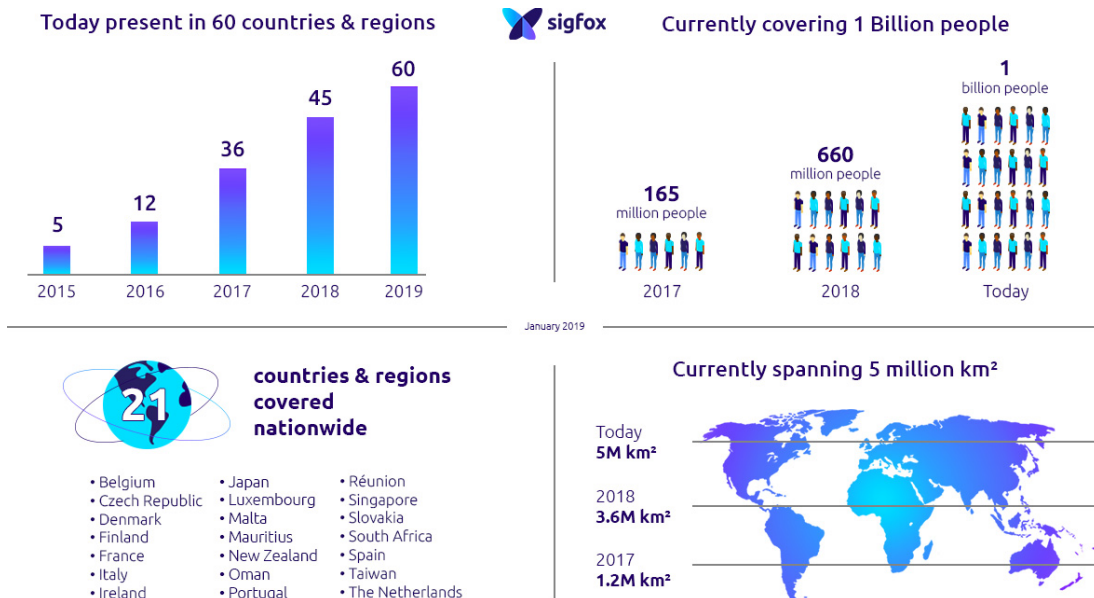 Today present in 60 countries & regions
sigfox
Currently covering 1 Billion people
5
12
36
45
60
2015
2016
2017
2018
2019
165
million people
660
million people
1
billion people
2017
2018
Today
January 2019
21
countries & regions
covered
nationwide
• Belgium
• Czech Republic
• Denmark
• Finland
• France
• Italy
• Ireland
• Japan
• Luxembourg
• Malta
• Mauritius
• New Zealand
• Oman
• Portugal
• Réunion
• Singapore
• Slovakia
• South Africa
• Spain
• Taiwan
• The Netherlands
Currently spanning 5 million km²
Today
5M km²
2018
3.6M km²
2017
1.2M km²